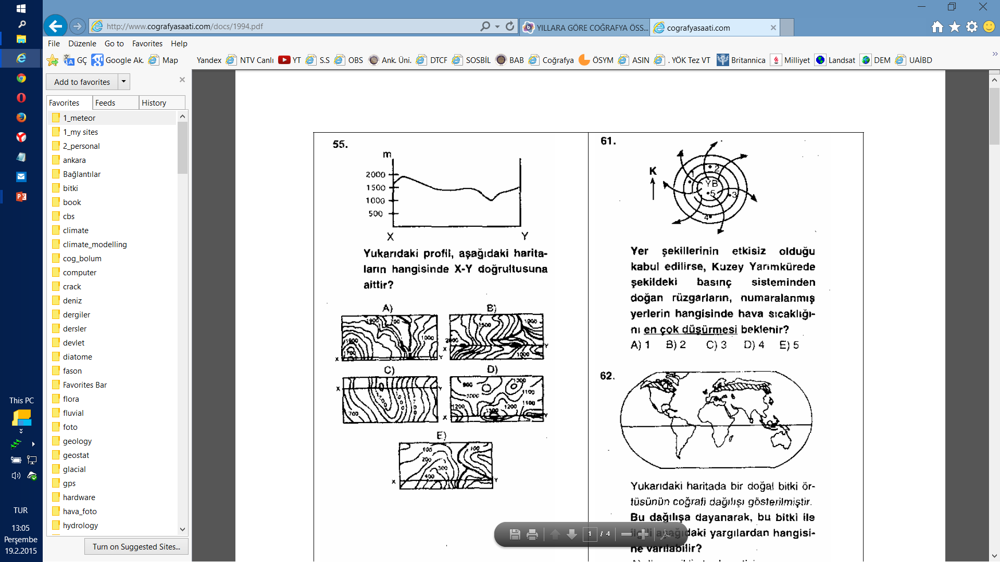 http://www.cografyasaati.com/docs/1994.pdf
YILLARA GÖRE COĞRAFYA ÖSS...
cografyasaati.com
File Düzenle Go to Favorites Help
GÇ Google Ak. Map Yandex NTV Canlı YT S.S OBS Ank. Üni. DTCF SOSBİL BAB Coğrafya ÖSYM ASIN . YÖK Tez VT Britannica Milliyet Landsat DEM UAİBD
Add to favorites
Favorites Feeds History
1_meteor
1_my sites
2_personal
ankara
Bağlantılar
bitki
book
cbs
climate
climate_modelling
cog_bolum
computer
crack
deniz
dergiler
dersler
devlet
diatome
fason
Favorites Bar
flora
fluvial
foto
geology
geostat
glacial
gps
hardware
hava_foto
hydrology
Turn on Suggested Sites...
This PC
TUR
13:05
Perşembe
19.2.2015
55.
m
2000
1500
1000
500
X Y
Yukarıdaki profil, aşağıdaki harita-
ların hangisinde X-Y doğrultusuna
aittir?
A) B)
1900 700 1000 1500 1000
X Y X Y
1000
C) D)
X Y
700
900 1000
1100
1000
1200 1200 1100
1300
X Y
E)
100 100
200
300
400
X Y
61.
K
1
2
YB
5
3
4
Yer şekillerinin etkisiz olduğu
kabul edilirse, Kuzey Yarımkürede
şekildeki basınç sisteminden
doğan rüzgarların, numaralanmış
yerlerin hangisinde hava sıcaklığı-
nı en çok düşürmesi beklenir?
A) 1 B) 2 C) 3 D) 4 E) 5
62.
Yukarıdaki haritada bir doğal bitki ör-
tüsünün coğrafi dağılışı gösterilmiştir.
Bu dağılışa dayanarak, bu bitki ile
ilgili aşağıdaki yargılardan hangisi-
ne varılabilir?
1 / 4